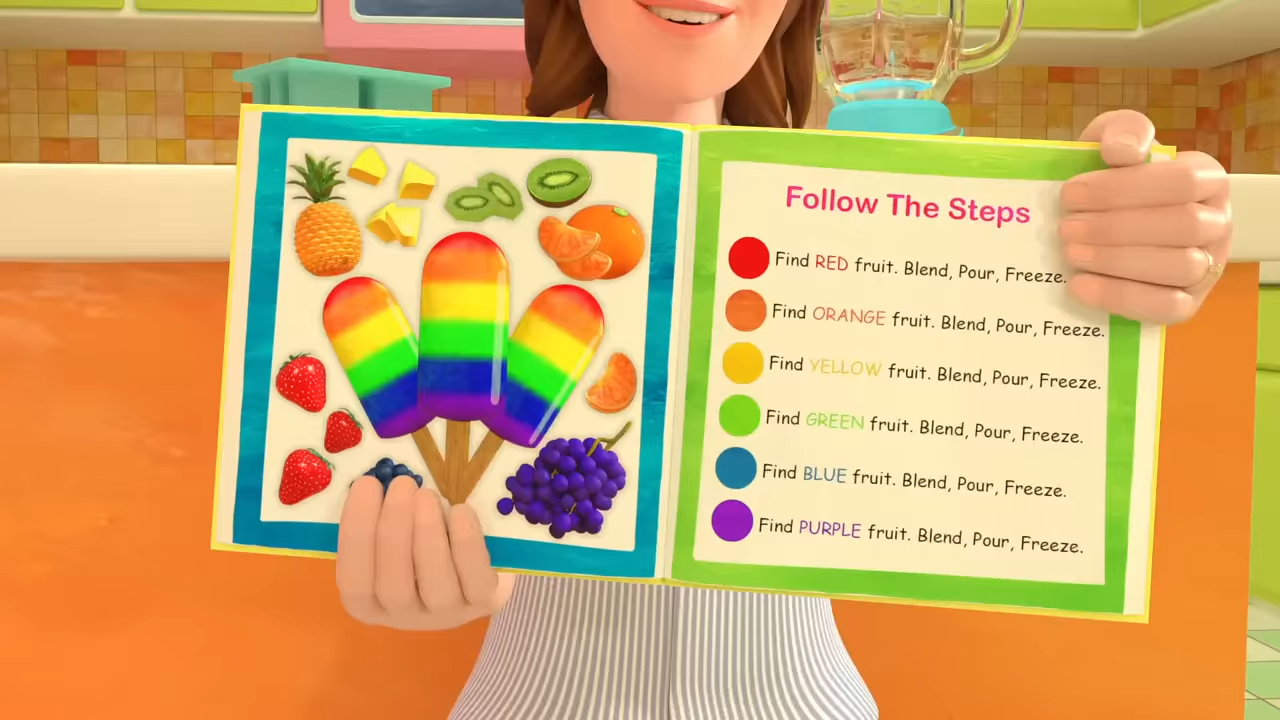 Follow The Steps
Find RED fruit. Blend, Pour, Freeze.
Find ORANGE fruit. Blend, Pour, Freeze.
Find YELLOW fruit. Blend, Pour, Freeze.
Find GREEN fruit. Blend, Pour, Freeze.
Find BLUE fruit. Blend, Pour, Freeze.
Find PURPLE fruit. Blend, Pour, Freeze.